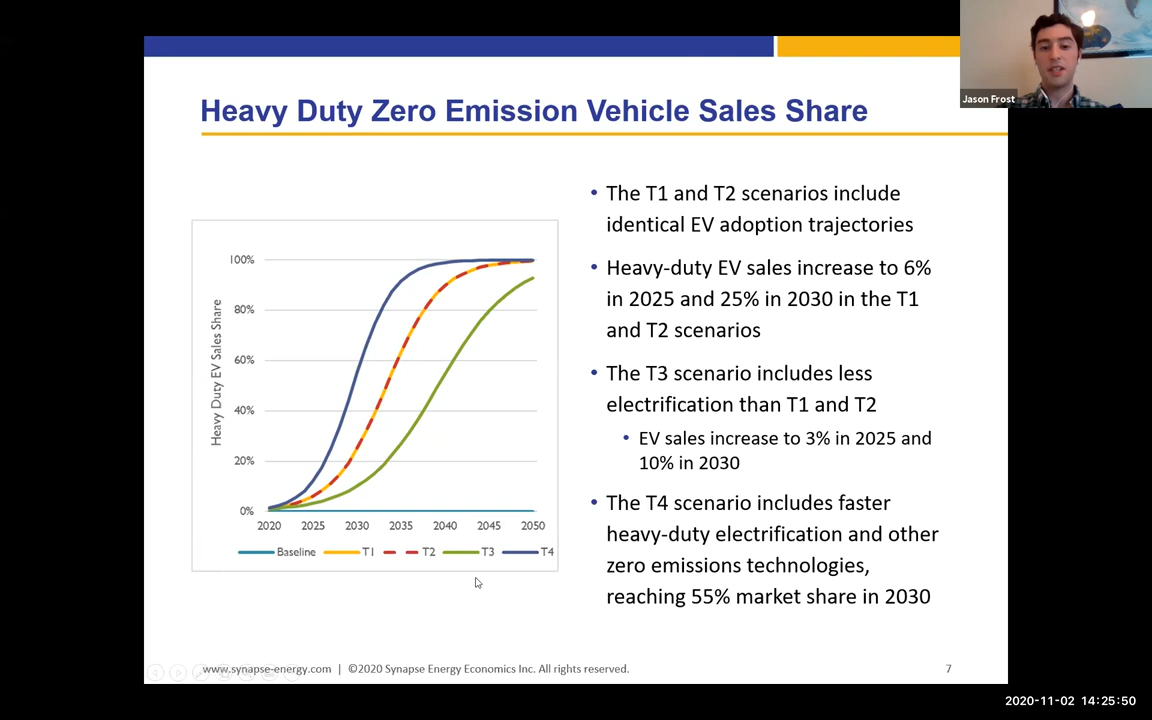 Jason Frost
Heavy Duty Zero Emission Vehicle Sales Share
Heavy Duty EV Sales Share
100%
80%
60%
40%
20%
0%
2020 2025 2030 2035 2040 2045 2050
Baseline T1 T2 T3 T4
• The T1 and T2 scenarios include
identical EV adoption trajectories
• Heavy-duty EV sales increase to 6%
in 2025 and 25% in 2030 in the T1
and T2 scenarios
• The T3 scenario includes less
electrification than T1 and T2
• EV sales increase to 3% in 2025 and
10% in 2030
• The T4 scenario includes faster
heavy-duty electrification and other
zero emissions technologies,
reaching 55% market share in 2030
www.synapse-energy.com | ©2020 Synapse Energy Economics Inc. All rights reserved.
7
2020-11-02 14:25:50